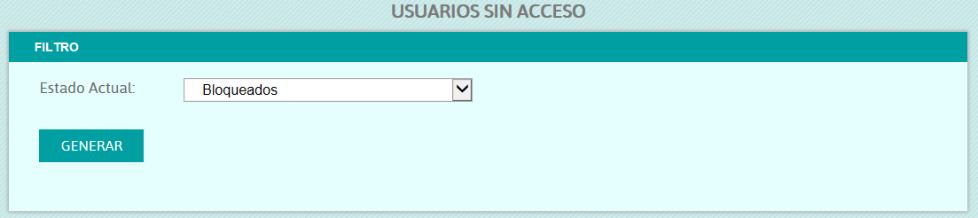 USUARIOS SIN ACCESO
FILTRO
Estado Actual: Bloqueados
GENERAR